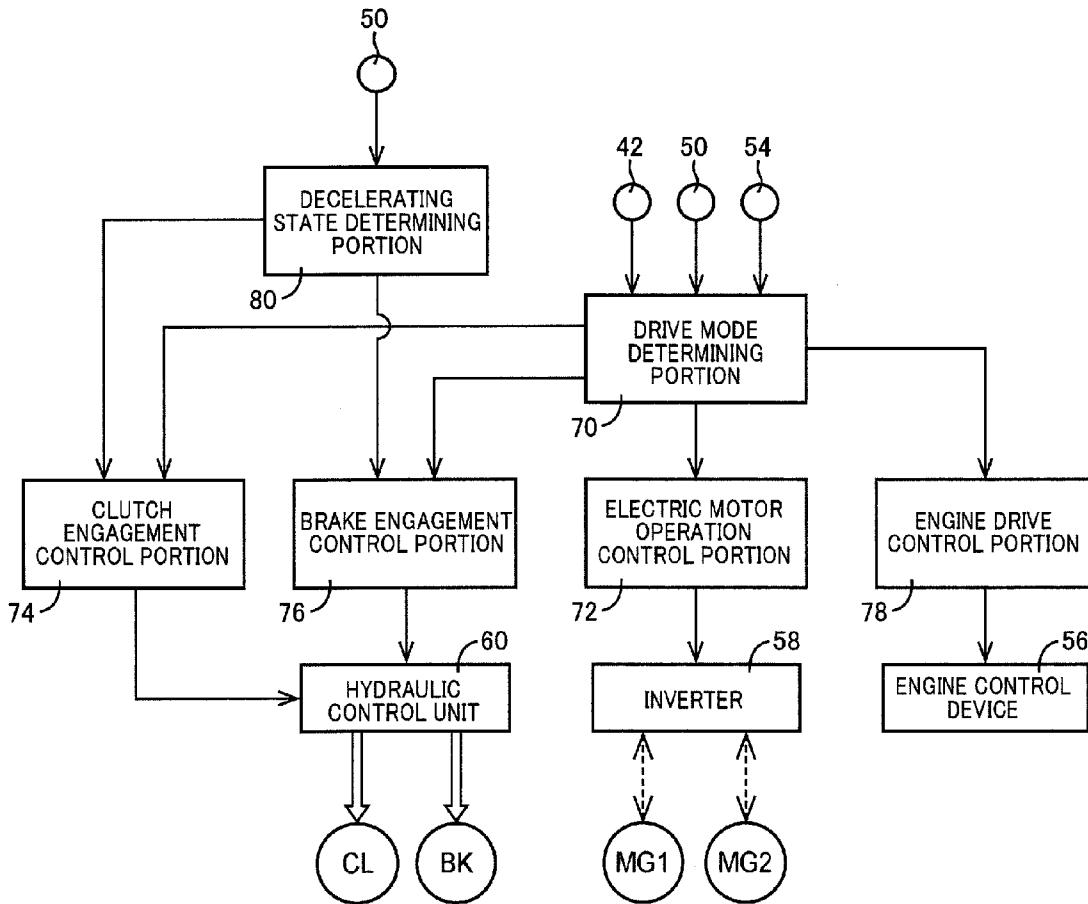 50
42
50
54
DECELERATING
STATE DETERMINING
PORTION
80
DRIVE MODE
DETERMINING
PORTION
70
CLUTCH
ENGAGEMENT
CONTROL PORTION
74
BRAKE ENGAGEMENT
CONTROL PORTION
76
ELECTRIC MOTOR
OPERATION
CONTROL PORTION
72
ENGINE DRIVE
CONTROL PORTION
78
60
HYDRAULIC
CONTROL UNIT
58
INVERTER
56
ENGINE CONTROL
DEVICE
CL
BK
MG1
MG2